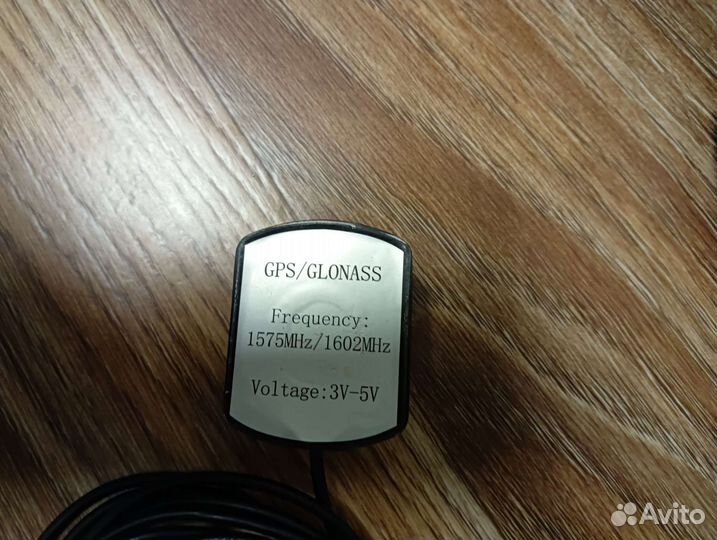 GPS/GLONASS
Frequency:
1575MHz/1602MHz
Voltage:3V-5V
Avito